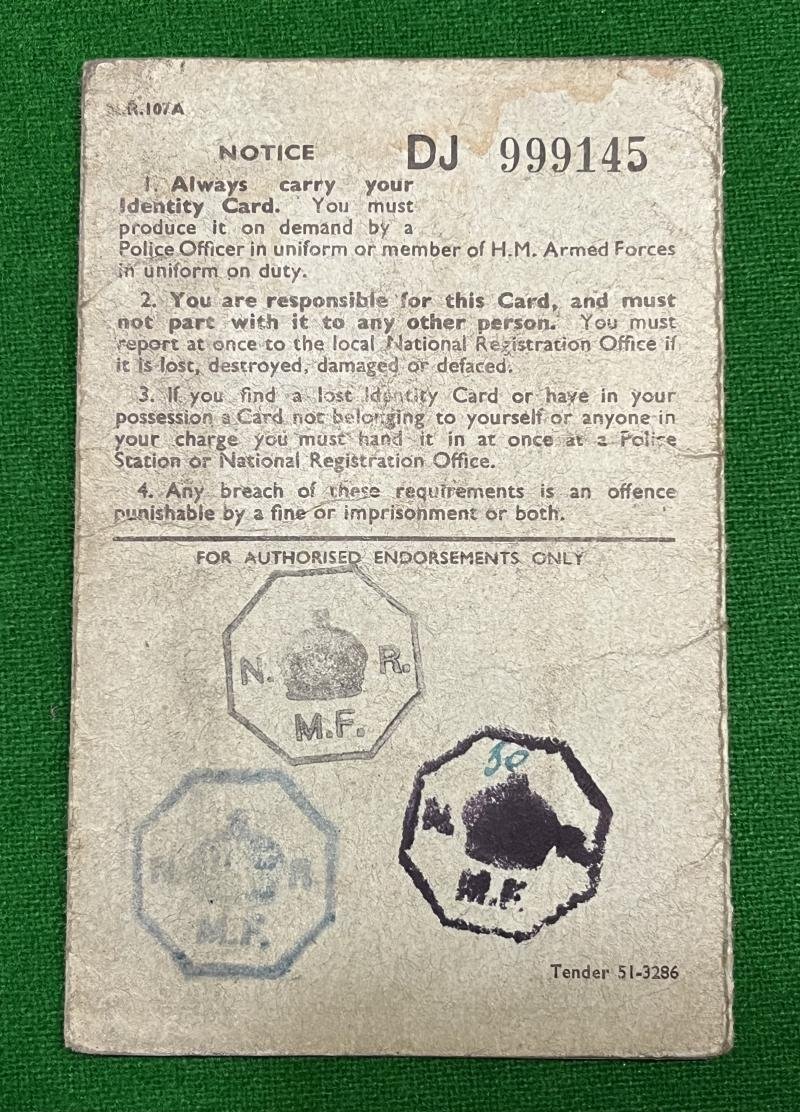 N.R.107A
NOTICE
DJ 999145
1. Always carry your
Identity Card. You must
produce it on demand by a
Police Officer in uniform or member of H.M. Armed Forces
in uniform on duty.
2. You are responsible for this Card, and must
not part with it to any other person. You must
report at once to the local National Registration Office if
it is lost, destroyed, damaged or defaced.
3. If you find a lost Identity Card or have in your
possession a Card not belonging to yourself or anyone in
your charge you must hand it in at once at a Police
Station or National Registration Office.
4. Any breach of these requirements is an offence
punishable by a fine or imprisonment or both.
FOR AUTHORISED ENDORSEMENTS ONLY
N. R.
M.F.
N. R.
M.F.
N.
M.F.
Tender 51-3286